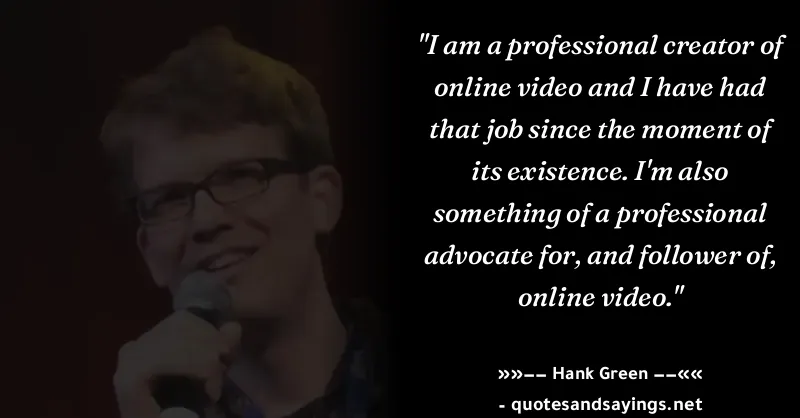 "I am a professional creator of
online video and I have had
that job since the moment of
its existence. I'm also
something of a professional
advocate for, and follower of,
online video."
»»–– Hank Green ––««
- quotesandsayings.net